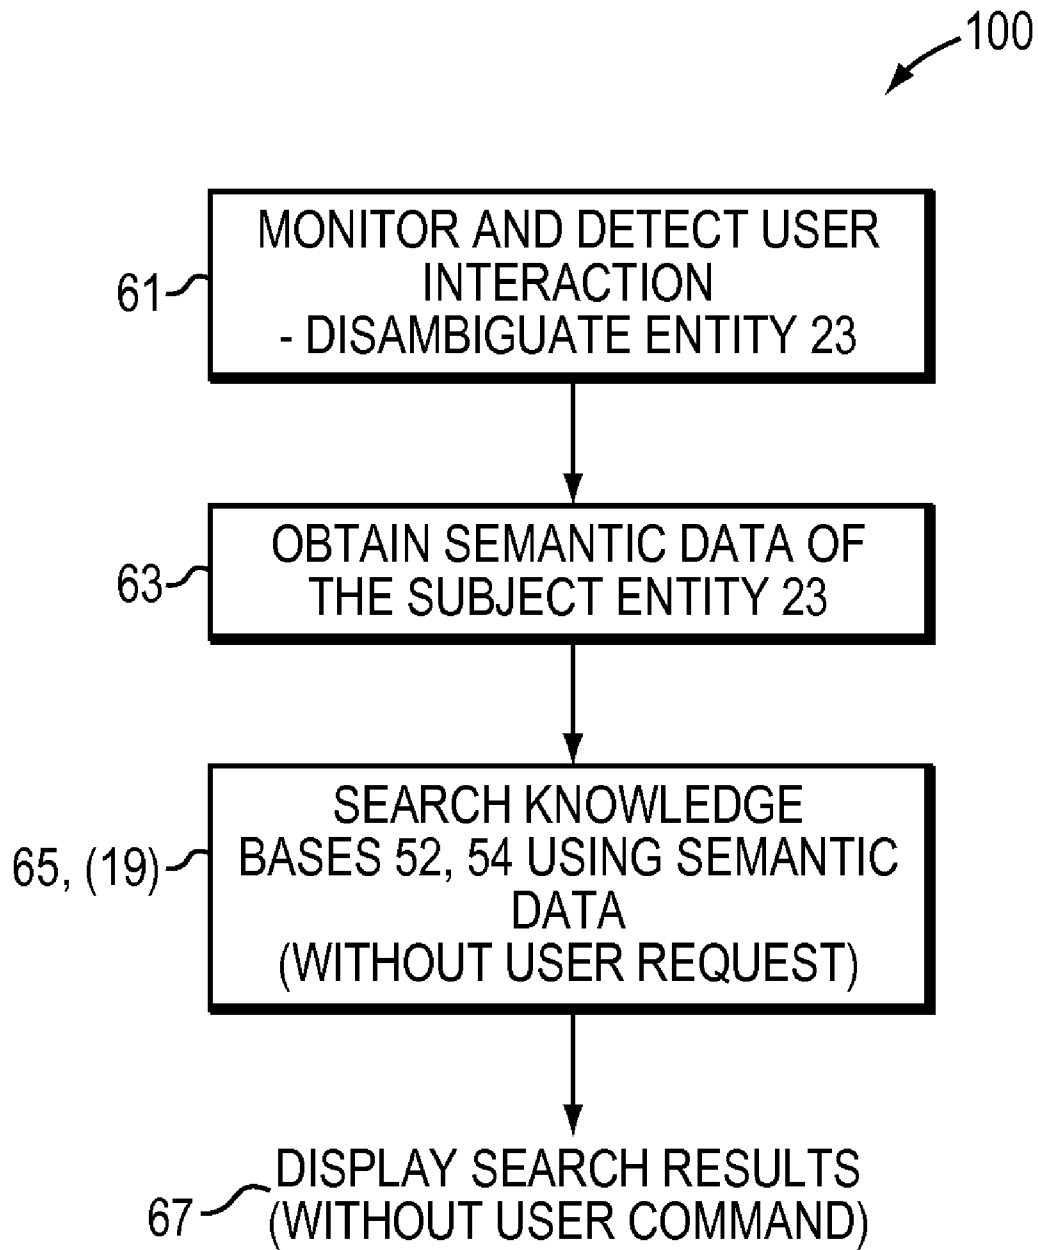 100
MONITOR AND DETECT USER
INTERACTION
- DISAMBIGUATE ENTITY 23
61
OBTAIN SEMANTIC DATA OF
THE SUBJECT ENTITY 23
63
SEARCH KNOWLEDGE
BASES 52, 54 USING SEMANTIC
DATA
(WITHOUT USER REQUEST)
65, (19)
DISPLAY SEARCH RESULTS
(WITHOUT USER COMMAND)
67